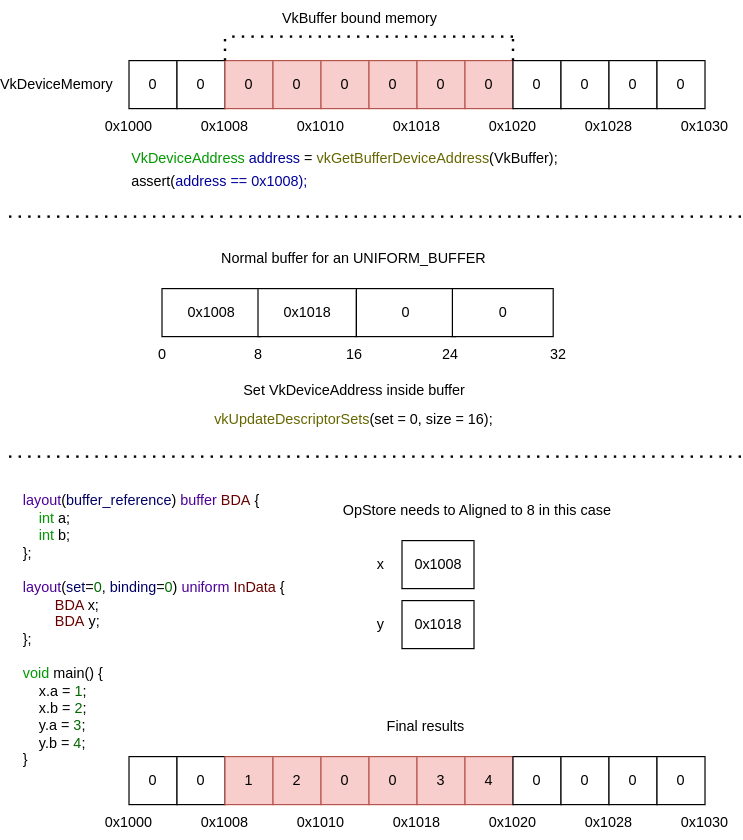 VkBuffer bound memory
VkDeviceMemory 0 0 0 0 0 0 0 0 0 0 0 0
0x1000 0x1008 0x1010 0x1018 0x1020 0x1028 0x1030
VkDeviceAddress address = vkGetBufferDeviceAddress(VkBuffer);
assert(address == 0x1008);
Normal buffer for an UNIFORM_BUFFER
0x1008 0x1018 0 0
0 8 16 24 32
Set VkDeviceAddress inside buffer
vkUpdateDescriptorSets(set = 0, size = 16);
layout(buffer_reference) buffer BDA {
int a;
int b;
};
layout(set=0, binding=0) uniform InData {
BDA x;
BDA y;
};
void main() {
x.a = 1;
x.b = 2;
y.a = 3;
y.b = 4;
}
OpStore needs to Aligned to 8 in this case
x 0x1008
y 0x1018
Final results
0 0 1 2 0 0 3 4 0 0 0 0
0x1000 0x1008 0x1010 0x1018 0x1020 0x1028 0x1030